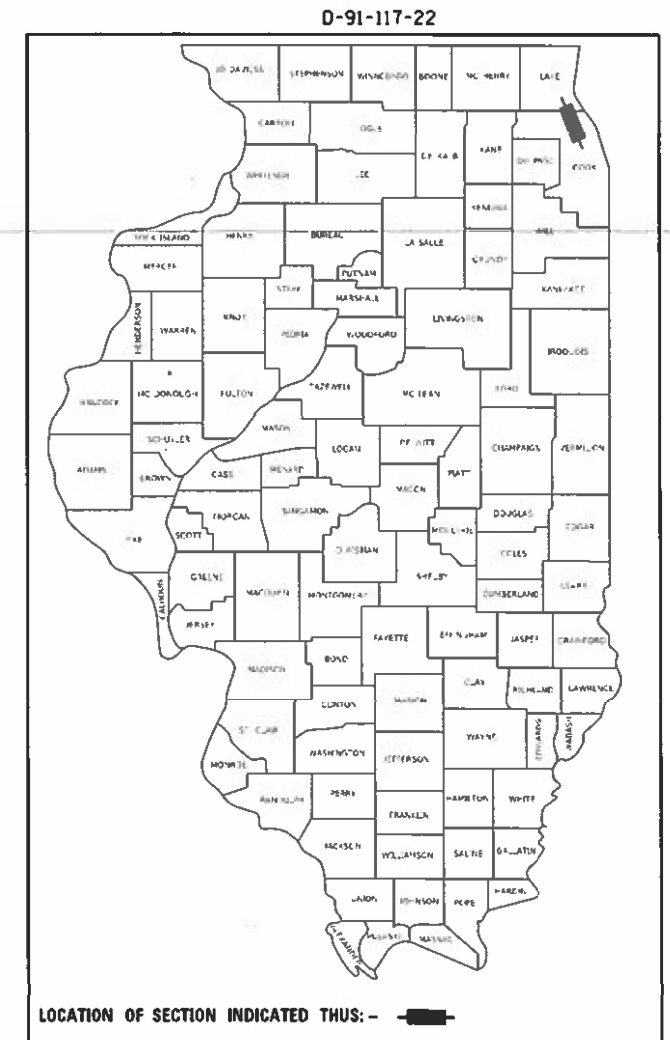 D-91-117-22
STEPHENSON WINNEBAGO BOONE MC HENRY LAKE
CARROLL OGLE KANE COOK
WHITESIDE LEE DE KALB
KENDALL
ROCK ISLAND HENRY BUREAU LA SALLE WILL
MERCER GRUNDY
PUTNAM
STARK MARSHALL KANKAKEE
HENDERSON WARREN KNOX LIVINGSTON
PEORIA WOODFORD IROQUOIS
HANCOCK MC DONOUGH FULTON TAZEWELL MC LEAN FORD
MASON
SCHUYLER LOGAN DE WITT CHAMPAIGN VERMILION
ADAMS BROWN CASS MENARD PIATT
MACON
PIKE SCOTT MORGAN SANGAMON DOUGLAS EDGAR
MOULTRIE
CHRISTIAN COLES
GREENE SHELBY CLARK
CALHOUN MACOUPIN MONTGOMERY CUMBERLAND
JERSEY FAYETTE EFFINGHAM JASPER CRAWFORD
MADISON BOND
CLAY RICHLAND LAWRENCE
CLINTON MARION
ST. CLAIR WAYNE EDWARDS WABASH
WASHINGTON JEFFERSON
MONROE
RANDOLPH PERRY HAMILTON WHITE
FRANKLIN
JACKSON WILLIAMSON SALINE GALLATIN
HARDIN
UNION JOHNSON POPE
ALEXANDER PULASKI MASSAC
LOCATION OF SECTION INDICATED THUS: -